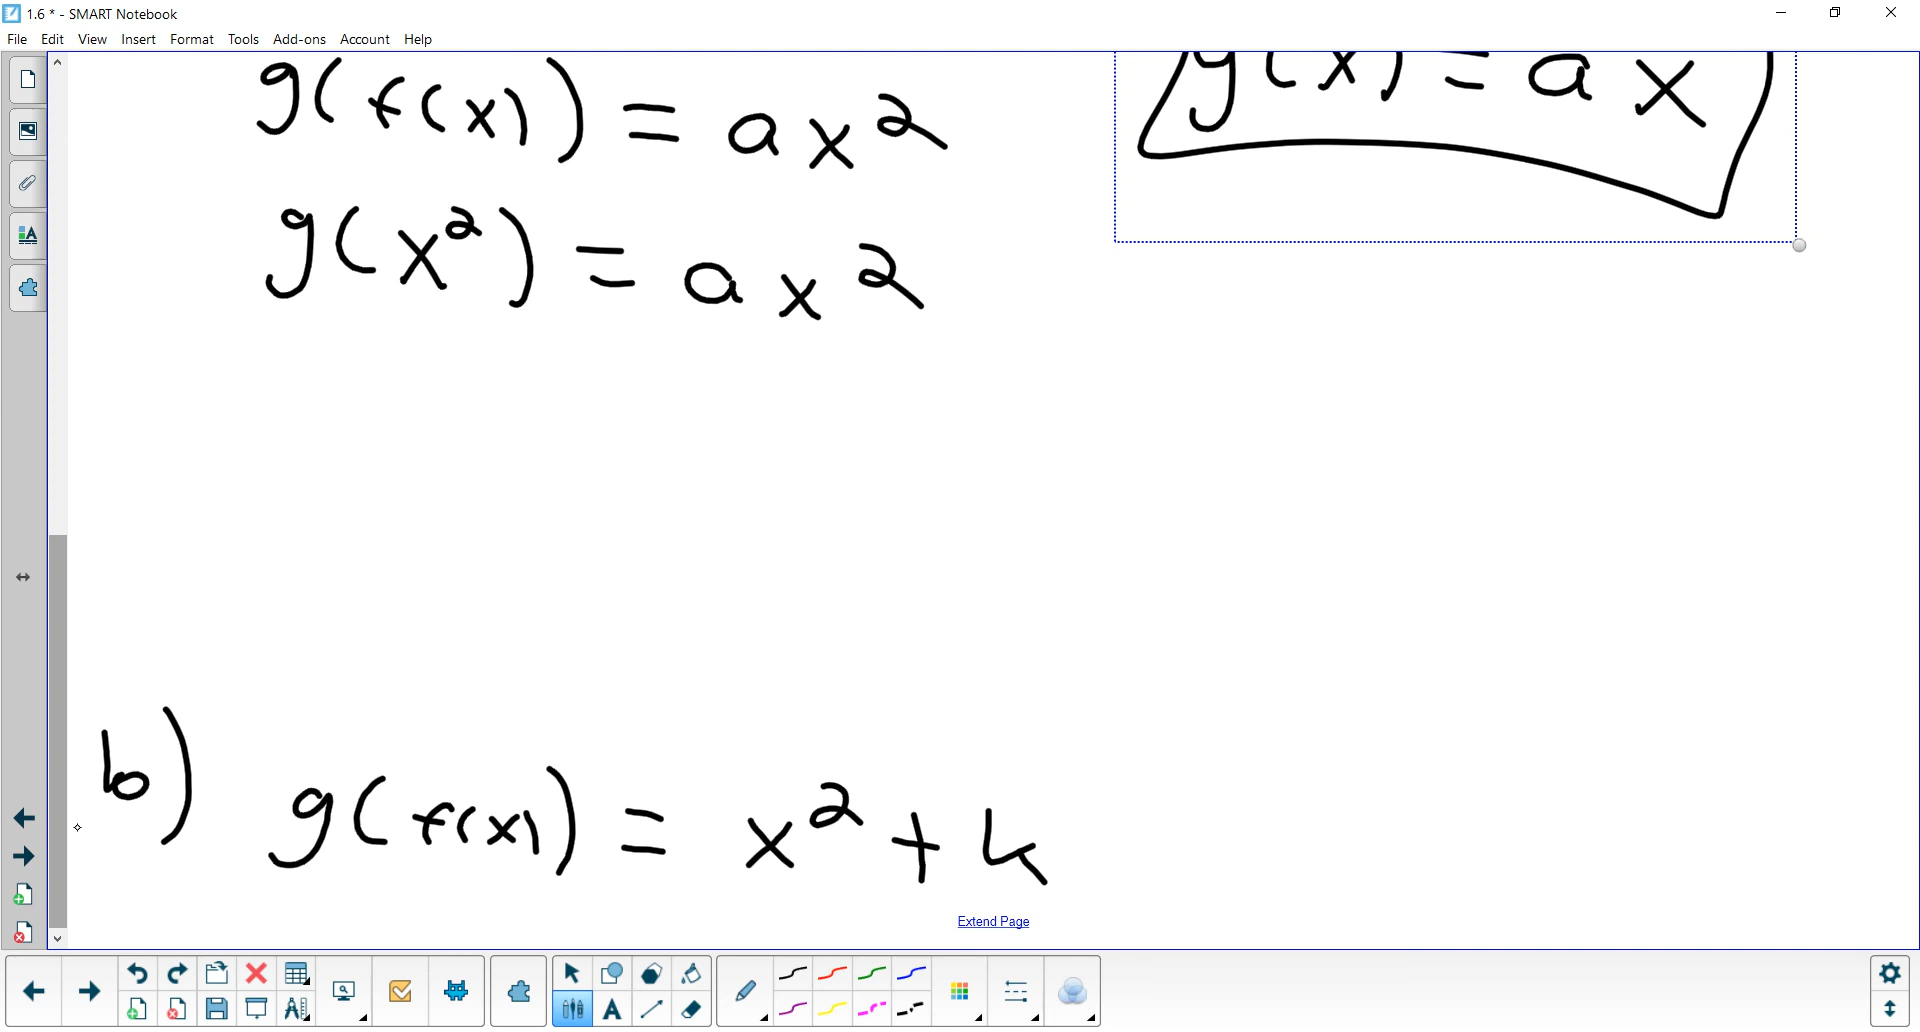 1.6 * - SMART Notebook
File Edit View Insert Format Tools Add-ons Account Help
g(f(x)) = ax²
g(x) = ax
g(x²) = ax²
b) g(f(x)) = x² + k
Extend Page